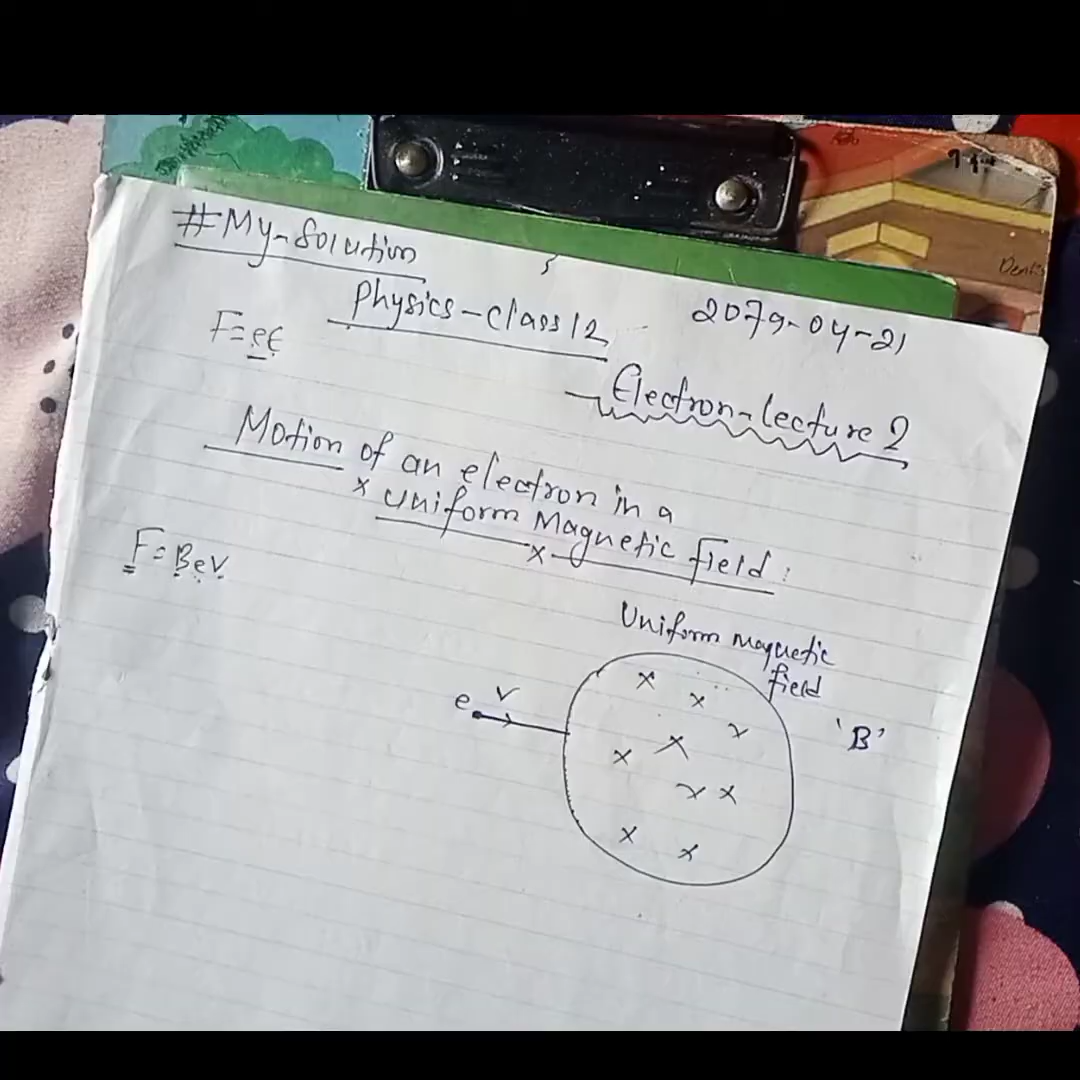 #My-Solution
Physics-class 12
2079-04-21
F=eE
Electron-lecture 2
Motion of an electron in a
x uniform Magnetic field:
x
F=Bev
Uniform magnetic
field
'B'
e v
x x
x x x
x x
x x